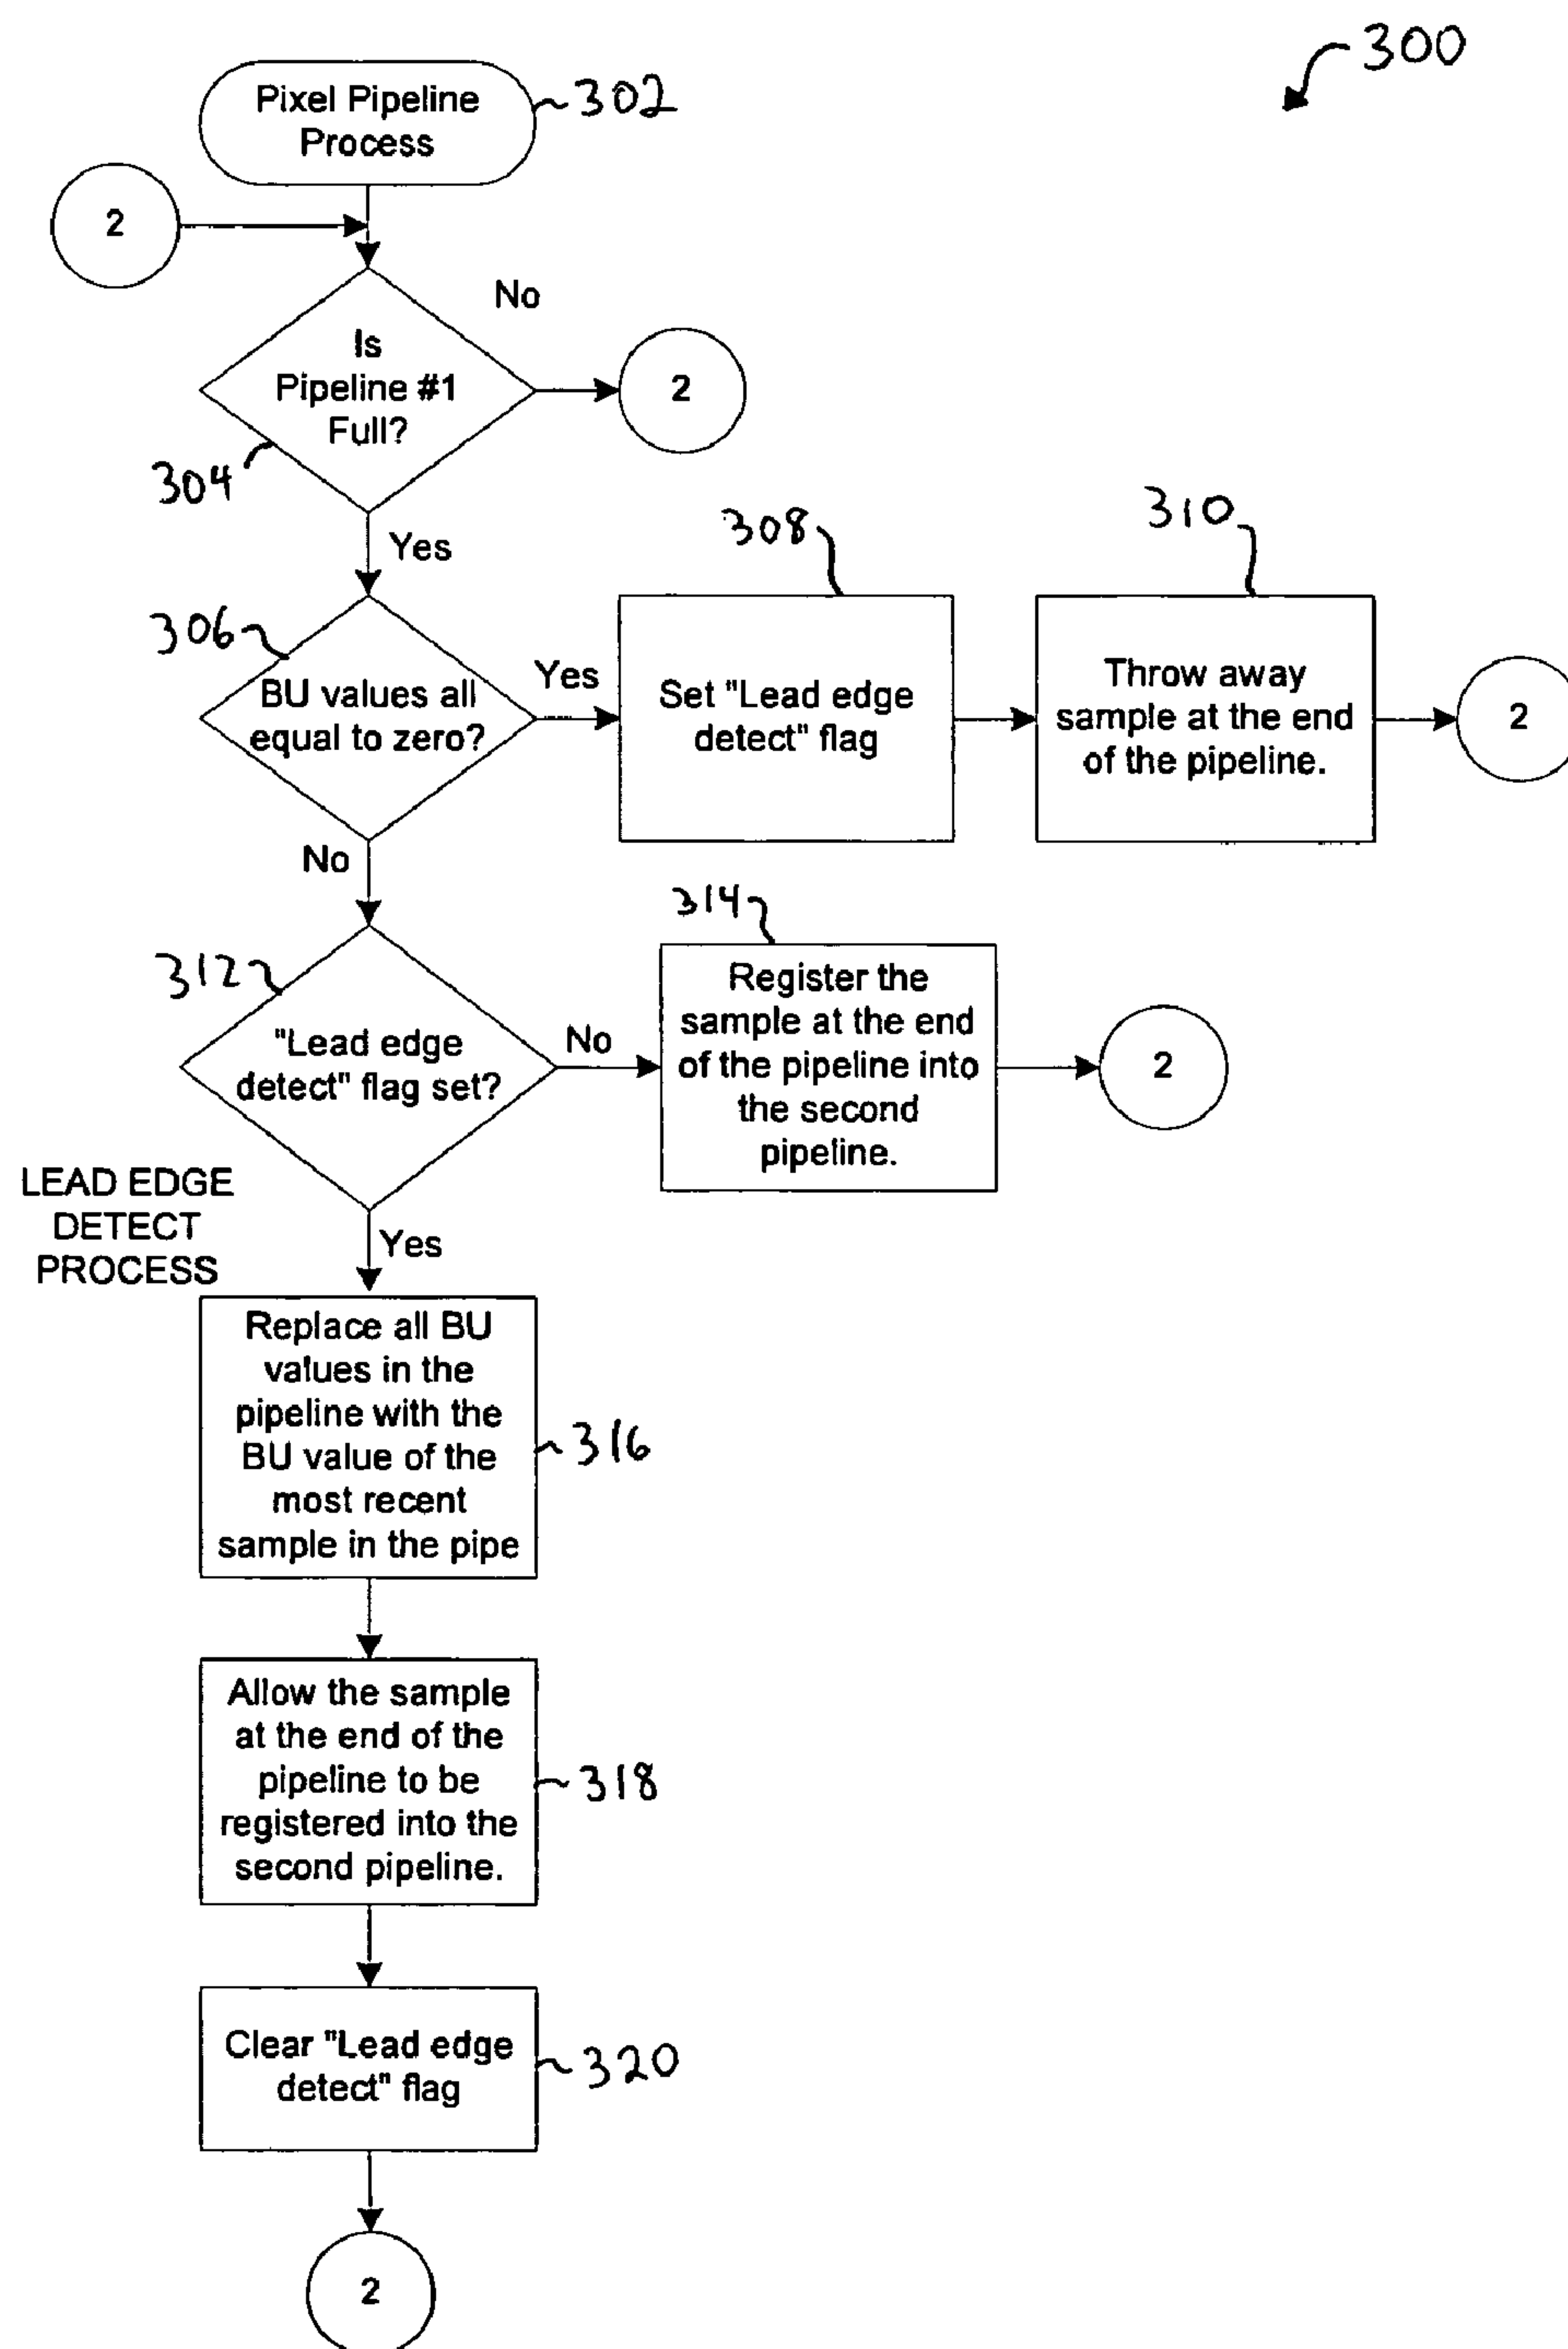 300
Pixel Pipeline
Process
302
2
No
Is
Pipeline #1
Full?
2
304
Yes
308
310
306
BU values all
equal to zero?
Yes
Set "Lead edge
detect" flag
Throw away
sample at the end
of the pipeline.
2
No
314
312
"Lead edge
detect" flag set?
No
Register the
sample at the end
of the pipeline into
the second
pipeline.
2
LEAD EDGE
DETECT
PROCESS
Yes
Replace all BU
values in the
pipeline with the
BU value of the
most recent
sample in the pipe
316
Allow the sample
at the end of the
pipeline to be
registered into the
second pipeline.
318
Clear "Lead edge
detect" flag
320
2